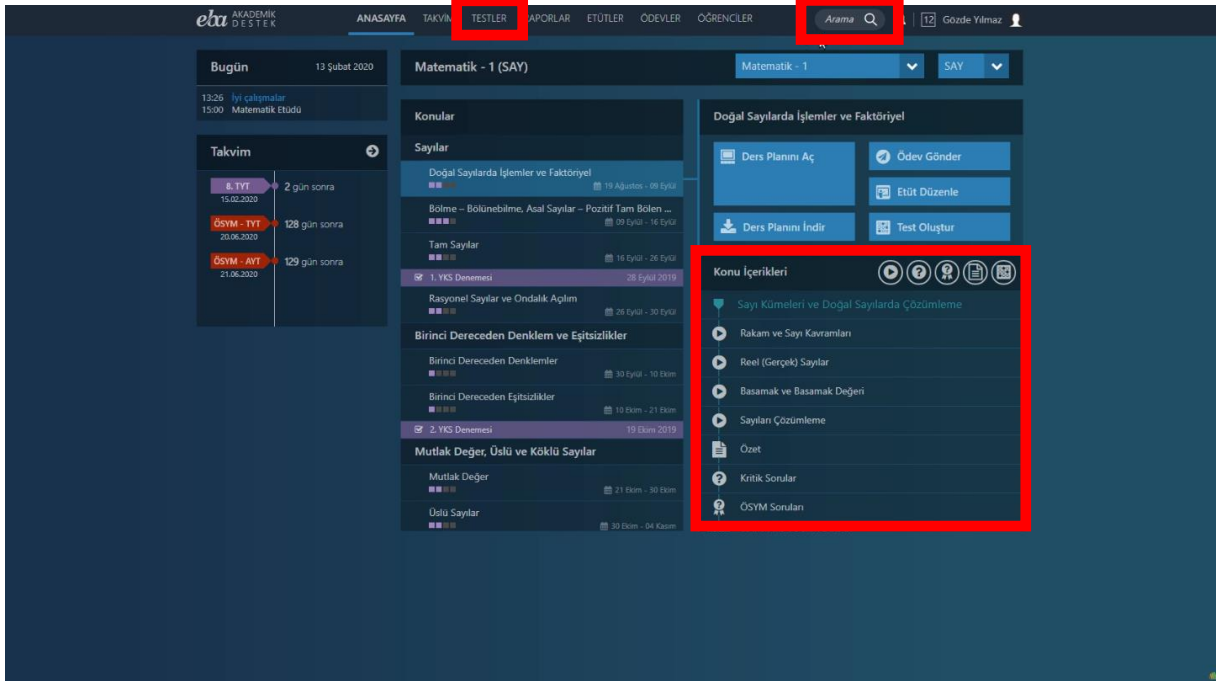 eba AKADEMİK DESTEK
ANASAYFA TAKVİM TESTLER RAPORLAR ETÜTLER ÖDEVLER ÖĞRENCİLER Arama 12 Gözde Yılmaz
Bugün 13 Şubat 2020
13:26 İyi çalışmalar
15:00 Matematik Etüdü
Takvim
8. TYT 2 gün sonra
15.02.2020
ÖSYM - TYT 128 gün sonra
20.06.2020
ÖSYM - AYT 129 gün sonra
21.06.2020
Matematik - 1 (SAY) Matematik - 1 SAY
Konular
Sayılar
Doğal Sayılarda İşlemler ve Faktöriyel
19 Ağustos - 09 Eylül
Bölme – Bölünebilme, Asal Sayılar – Pozitif Tam Bölen ...
09 Eylül - 16 Eylül
Tam Sayılar
16 Eylül - 26 Eylül
1. YKS Denemesi 28 Eylül 2019
Rasyonel Sayılar ve Ondalık Açılım
26 Eylül - 30 Eylül
Birinci Dereceden Denklem ve Eşitsizlikler
Birinci Dereceden Denklemler
30 Eylül - 10 Ekim
Birinci Dereceden Eşitsizlikler
10 Ekim - 21 Ekim
2. YKS Denemesi 19 Ekim 2019
Mutlak Değer, Üslü ve Köklü Sayılar
Mutlak Değer
21 Ekim - 30 Ekim
Üslü Sayılar
30 Ekim - 04 Kasım
Doğal Sayılarda İşlemler ve Faktöriyel
Ders Planını Aç Ödev Gönder
Etüt Düzenle
Ders Planını İndir Test Oluştur
Konu İçerikleri
Sayı Kümeleri ve Doğal Sayılarda Çözümleme
Rakam ve Sayı Kavramları
Reel (Gerçek) Sayılar
Basamak ve Basamak Değeri
Sayıları Çözümleme
Özet
Kritik Sorular
ÖSYM Soruları